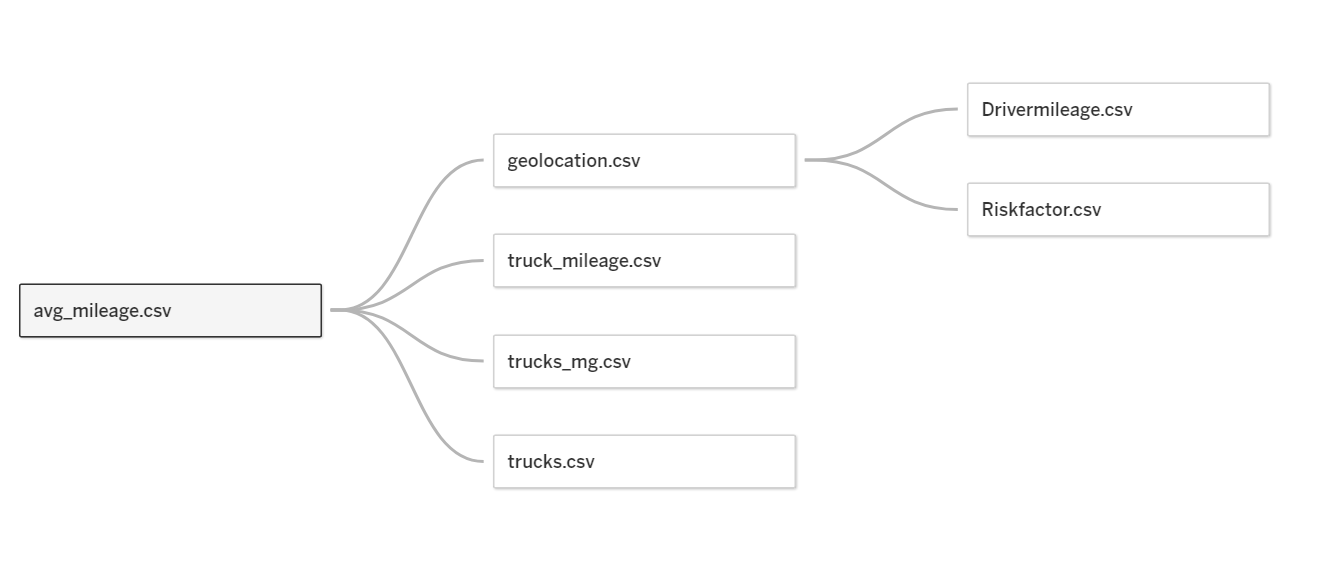 avg_mileage.csv
geolocation.csv
truck_mileage.csv
trucks_mg.csv
trucks.csv
Drivermileage.csv
Riskfactor.csv